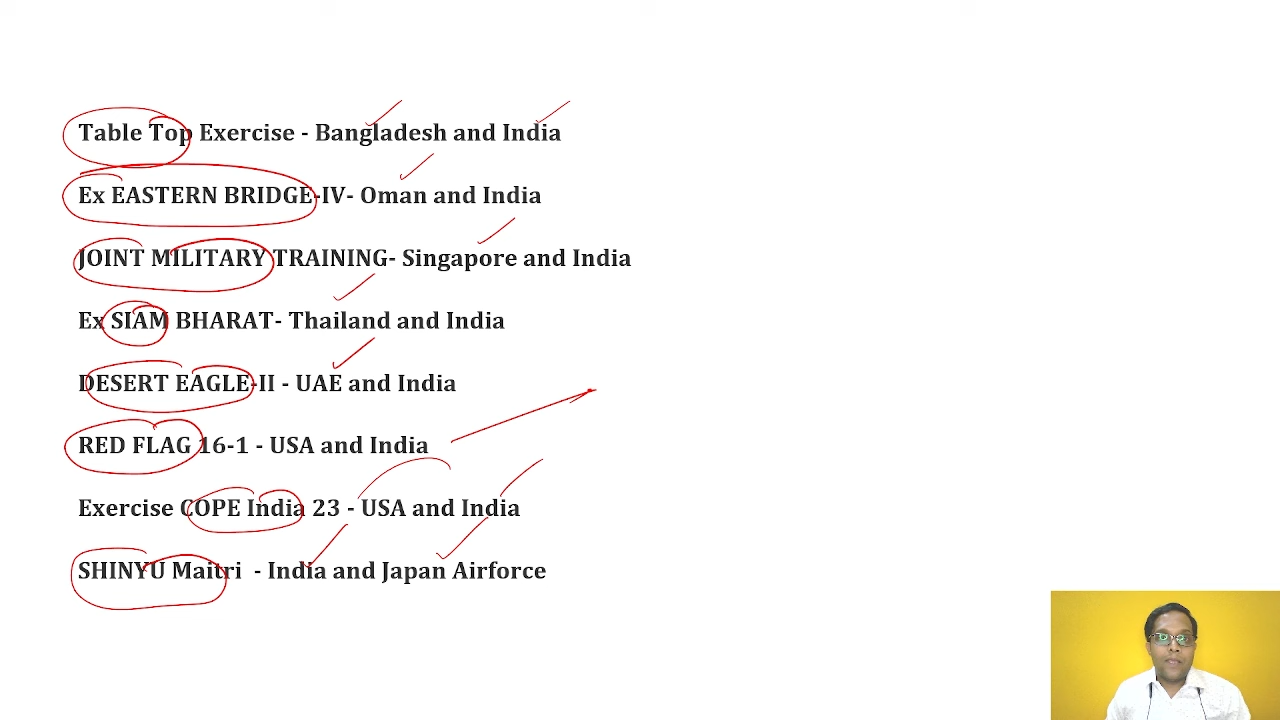 Table Top Exercise - Bangladesh and India
Ex EASTERN BRIDGE-IV- Oman and India
JOINT MILITARY TRAINING- Singapore and India
Ex SIAM BHARAT- Thailand and India
DESERT EAGLE-II - UAE and India
RED FLAG 16-1 - USA and India
Exercise COPE India 23 - USA and India
SHINYU Maitri - India and Japan Airforce